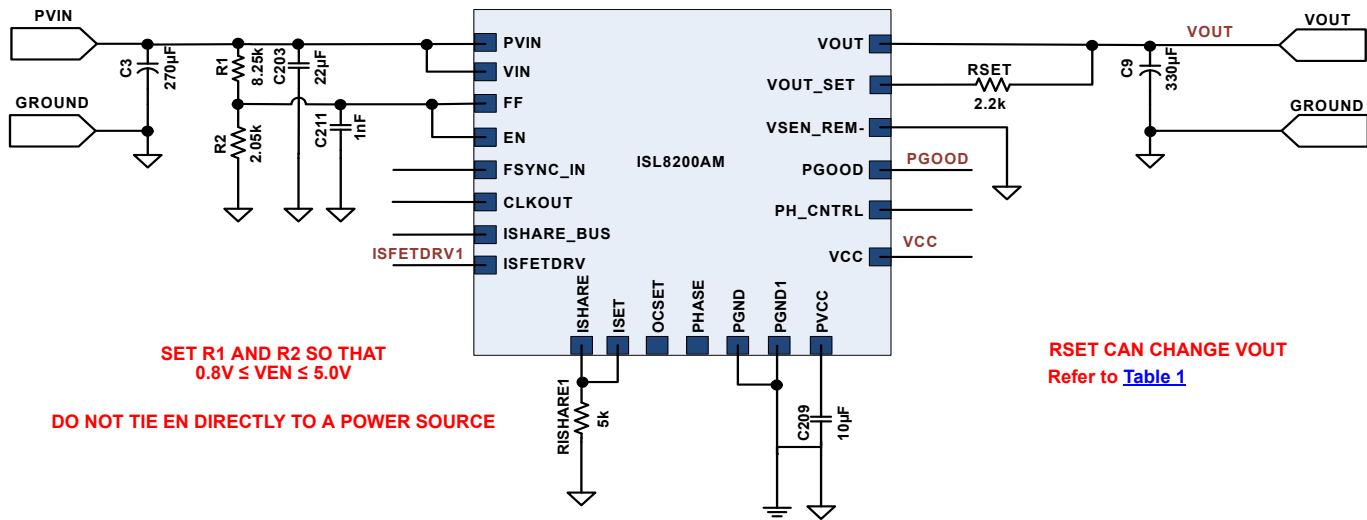 PVIN
GROUND
C3
270µF
R1
8.25k
C203
22µF
R2
2.05k
C211
1nF
PVIN
VIN
FF
EN
FSYNC_IN
CLKOUT
ISHARE_BUS
ISFETDRV
ISFETDRV1
ISL8200AM
VOUT
VOUT_SET
VSEN_REM-
PGOOD
PH_CNTRL
VCC
PGOOD
VCC
ISHARE
ISET
OCSET
PHASE
PGND
PGND1
PVCC
RSET
2.2k
VOUT
VOUT
C9
330µF
GROUND
RISHARE1
5k
C209
10µF
SET R1 AND R2 SO THAT
0.8V ≤ VEN ≤ 5.0V
DO NOT TIE EN DIRECTLY TO A POWER SOURCE
RSET CAN CHANGE VOUT
Refer to Table 1